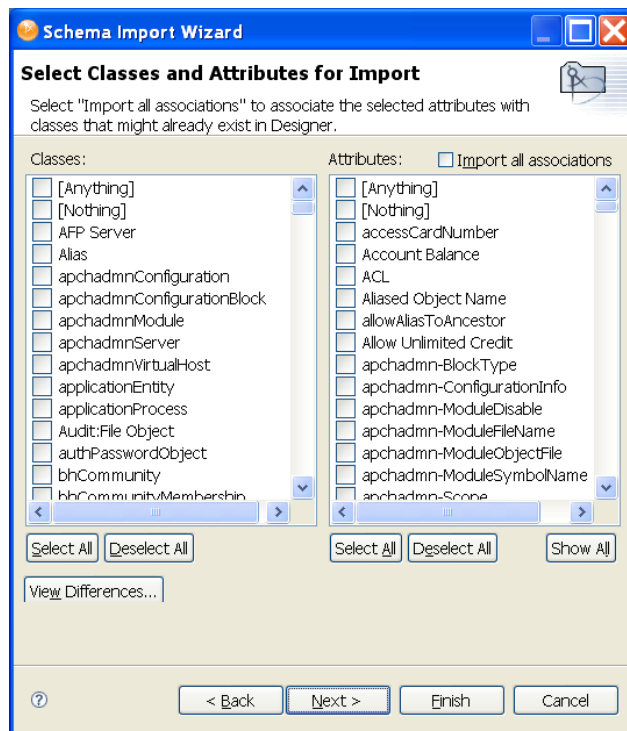 Schema Import Wizard
Select Classes and Attributes for Import
Select "Import all associations" to associate the selected attributes with
classes that might already exist in Designer.
Classes:
[Anything]
[Nothing]
AFP Server
Alias
apchadmnConfiguration
apchadmnConfigurationBlock
apchadmnModule
apchadmnServer
apchadmnVirtualHost
applicationEntity
applicationProcess
Audit:File Object
authPasswordObject
bhCommunity
bhCommunityMembership
Select All
Deselect All
View Differences...
Attributes:
Import all associations
[Anything]
[Nothing]
accessCardNumber
Account Balance
ACL
Aliased Object Name
allowAliasToAncestor
Allow Unlimited Credit
apchadmn-BlockType
apchadmn-ConfigurationInfo
apchadmn-ModuleDisable
apchadmn-ModuleFileName
apchadmn-ModuleObjectFile
apchadmn-ModuleSymbolName
apchadmn-Scope
Select All
Deselect All
Show All
?
< Back
Next >
Finish
Cancel